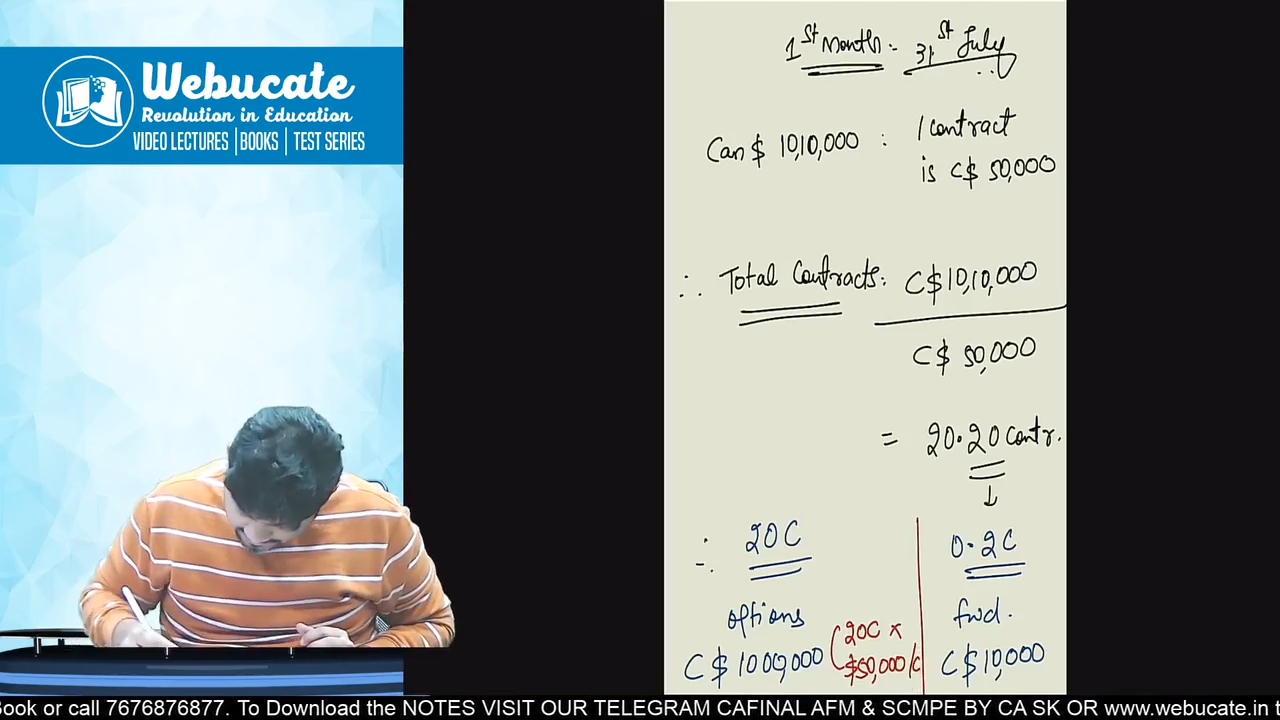 Webucate
Revolution in Education
VIDEO LECTURES | BOOKS | TEST SERIES
1st Month: 31st July
Can $ 10,10,000 : 1 contract
is C$ 50,000
∴ Total Contracts: C$10,10,000
C$ 50,000
= 20.20 contr.
↓
∴ 20C 0.2C
options fwd.
(20C x
C$ 1000,000 $50,000/c C$10,000
Book or call 7676876877. To Download the NOTES VISIT OUR TELEGRAM CAFINAL AFM & SCMPE BY CA SK OR www.webucate.in t